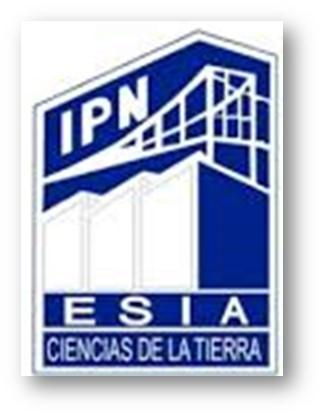 IPN
ESIA
CIENCIAS DE LA TIERRA